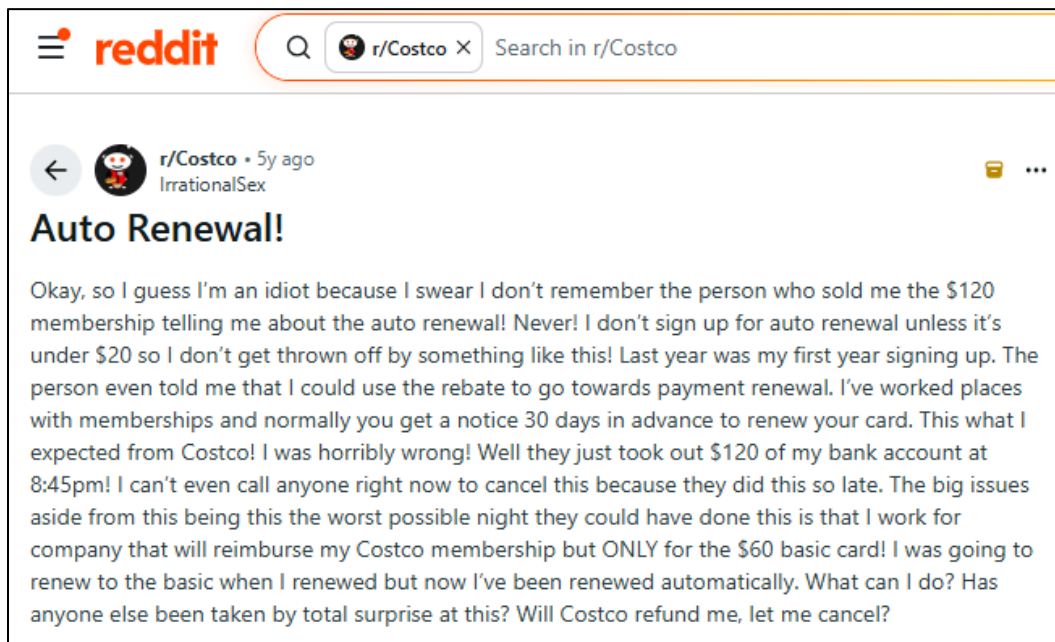 reddit
r/Costco
Search in r/Costco
r/Costco • 5y ago
IrrationalSex
Auto Renewal!
Okay, so I guess I'm an idiot because I swear I don't remember the person who sold me the $120
membership telling me about the auto renewal! Never! I don't sign up for auto renewal unless it's
under $20 so I don't get thrown off by something like this! Last year was my first year signing up. The
person even told me that I could use the rebate to go towards payment renewal. I've worked places
with memberships and normally you get a notice 30 days in advance to renew your card. This what I
expected from Costco! I was horribly wrong! Well they just took out $120 of my bank account at
8:45pm! I can't even call anyone right now to cancel this because they did this so late. The big issues
aside from this being this the worst possible night they could have done this is that I work for
company that will reimburse my Costco membership but ONLY for the $60 basic card! I was going to
renew to the basic when I renewed but now I've been renewed automatically. What can I do? Has
anyone else been taken by total surprise at this? Will Costco refund me, let me cancel?